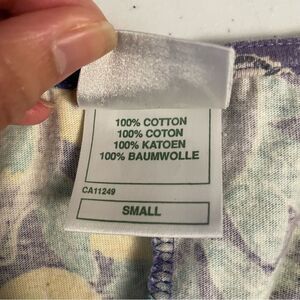 100% COTTON
100% COTON
100% KATOEN
100% BAUMWOLLE
CA11249
SMALL